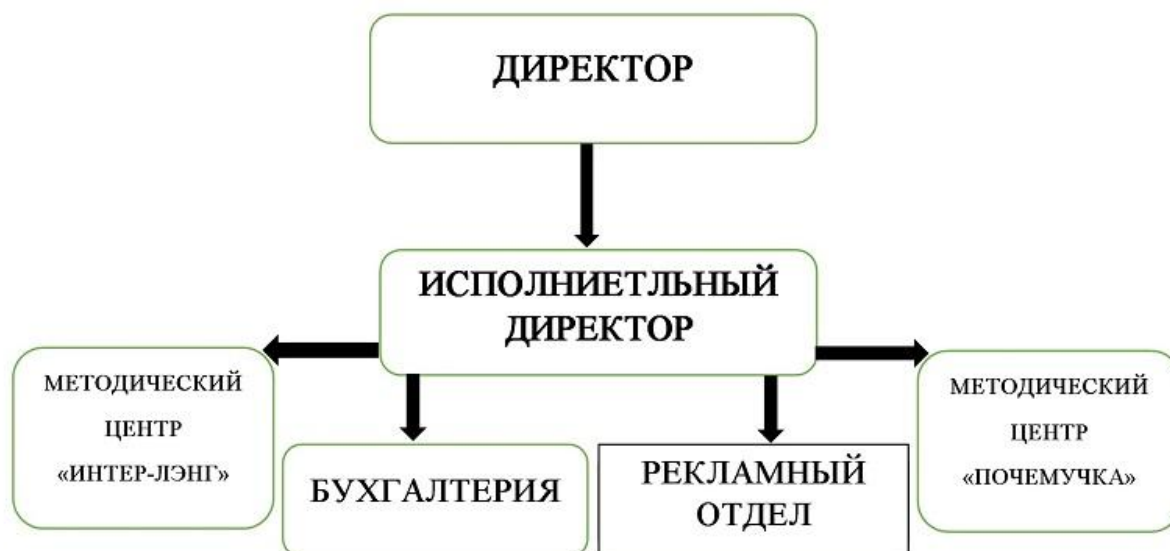 ДИРЕКТОР
ИСПОЛНИЕТЛЬНЫЙ
ДИРЕКТОР
МЕТОДИЧЕСКИЙ
ЦЕНТР
«ИНТЕР-ЛЭНГ»
БУХГАЛТЕРИЯ
РЕКЛАМНЫЙ
ОТДЕЛ
МЕТОДИЧЕСКИЙ
ЦЕНТР
«ПОЧЕМУЧКА»